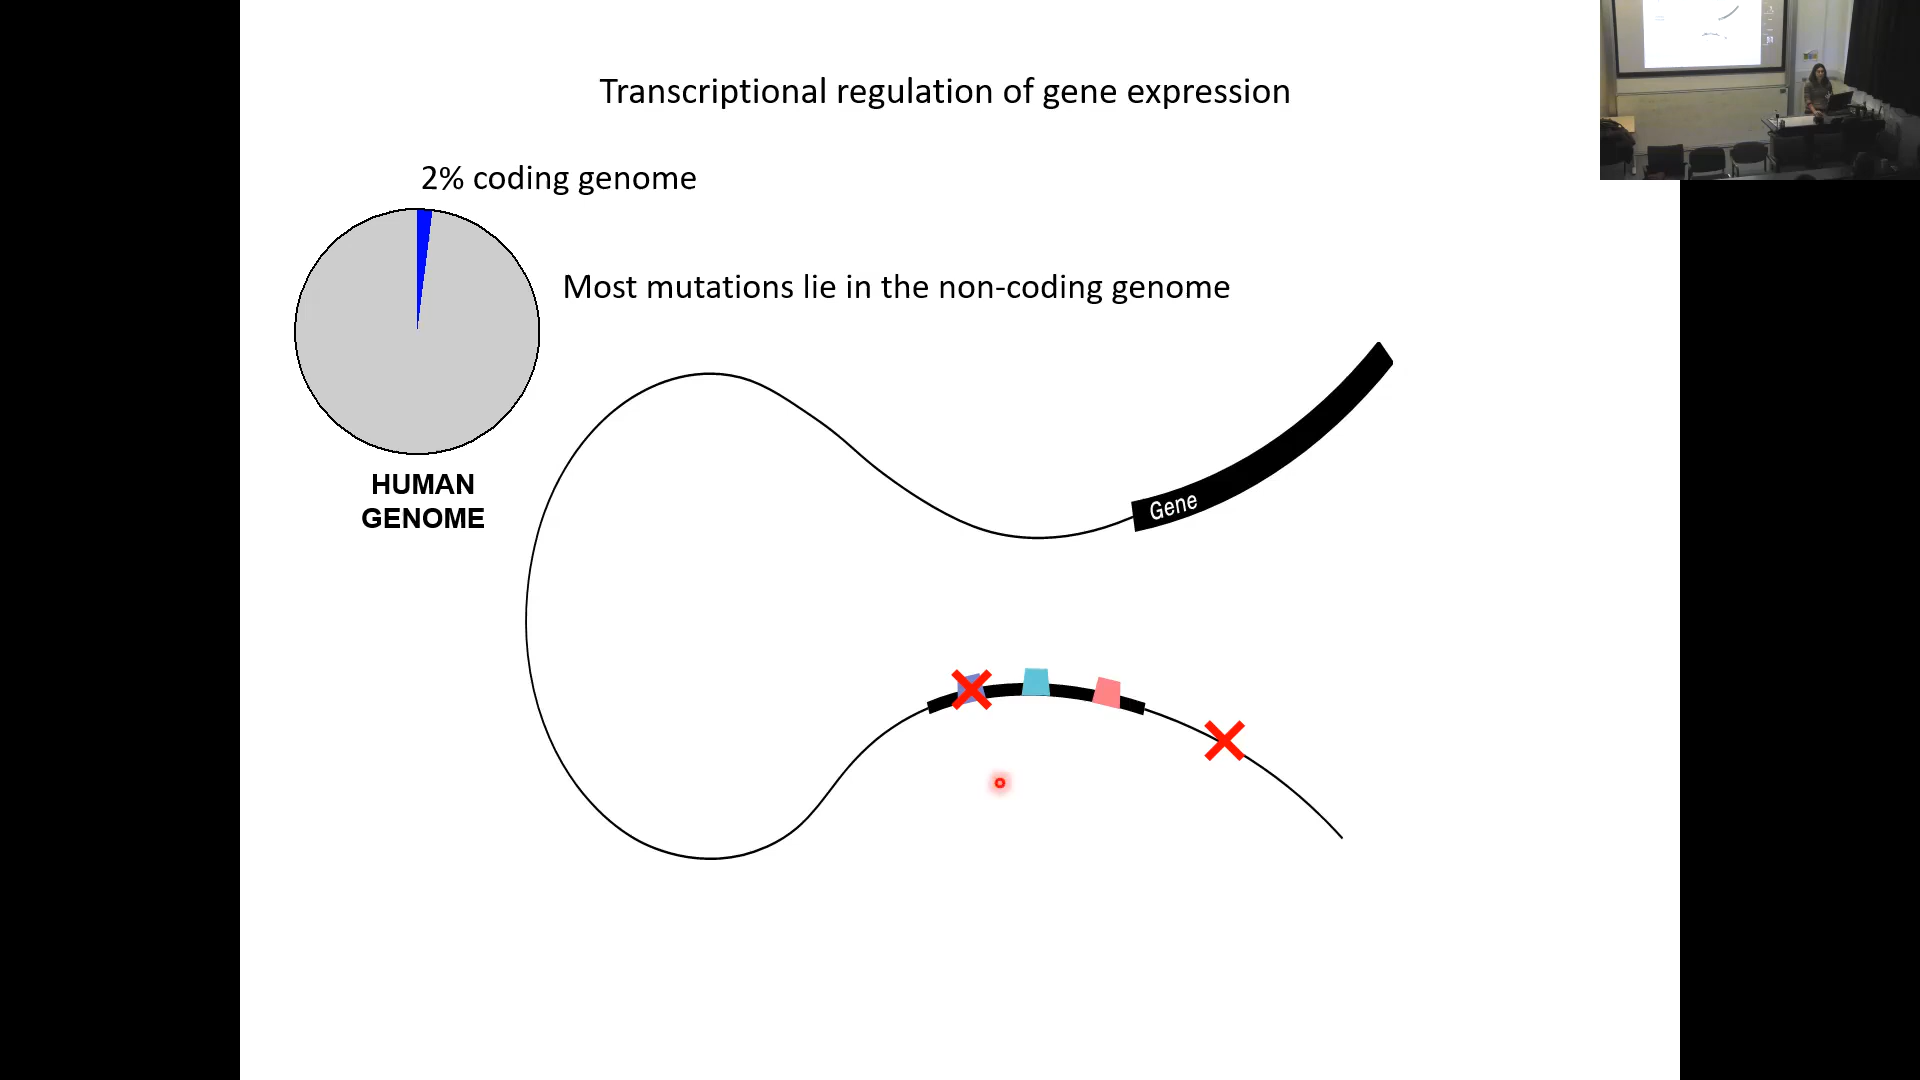 Transcriptional regulation of gene expression
2% coding genome
Most mutations lie in the non-coding genome
HUMAN
GENOME
Gene